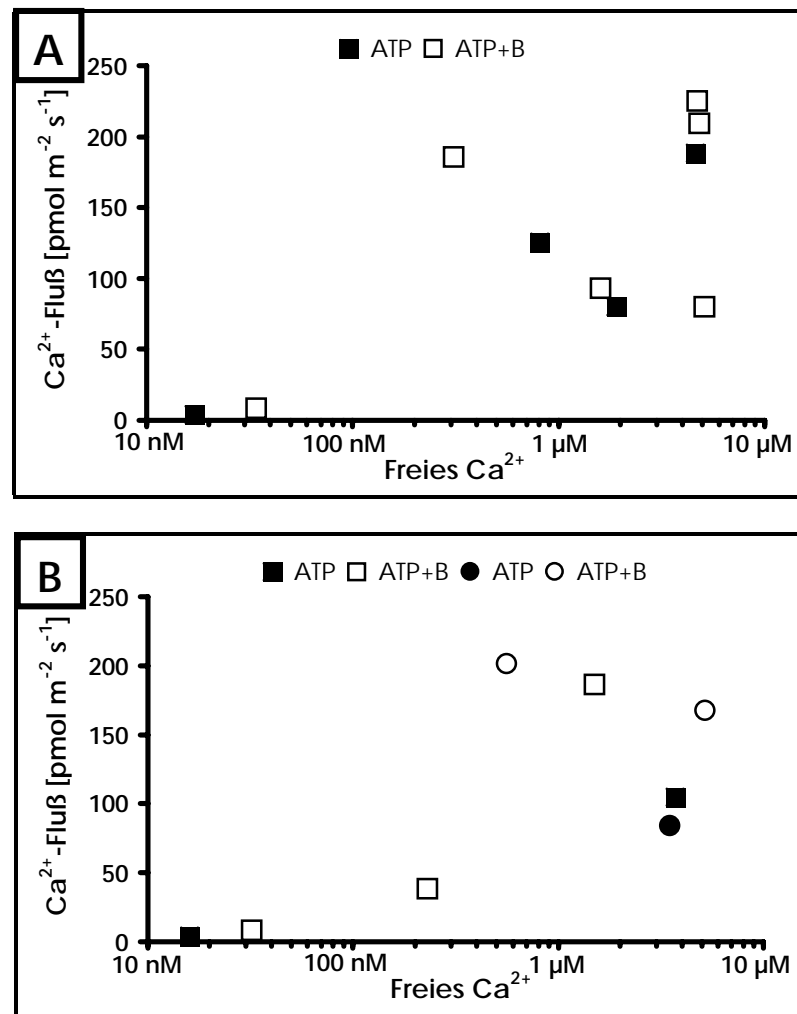 A
■ ATP □ ATP+B
Ca²⁺-Fluß [pmol m⁻² s⁻¹]
250
200
150
100
50
0
10 nM 100 nM 1 µM 10 µM
Freies Ca²⁺
B
■ ATP □ ATP+B ● ATP ○ ATP+B
Ca²⁺-Fluß [pmol m⁻² s⁻¹]
250
200
150
100
50
0
10 nM 100 nM 1 µM 10 µM
Freies Ca²⁺